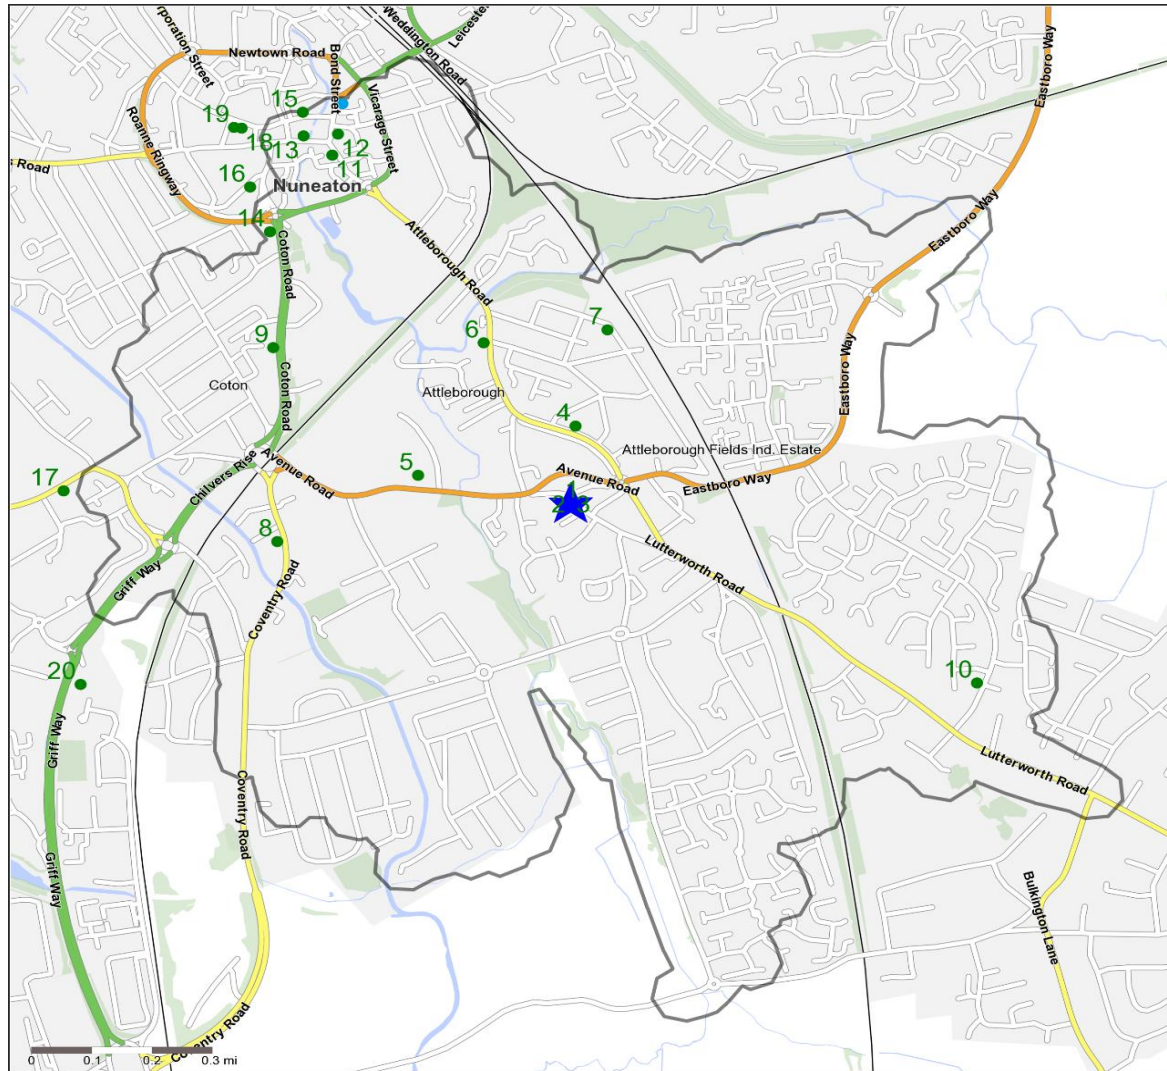 orporation Street
Newtown Road
Bond Street
Weddington Road
Leicester
Vicarage Street
Roanne Ringway
s Road
15
19
18
13
12
11
16
Nuneaton
14
Coton Road
Attleborough Road
Eastboro Way
Eastboro Way
Eastboro Way
9
6
7
Coton
Coton Road
Attleborough
4
Attleborough Fields Ind. Estate
Avenue Road
5
Avenue Road
Eastboro Way
1
2
3
17
Chilvers Rise
8
Griff Way
Coventry Road
Lutterworth Road
20
10
Griff Way
Lutterworth Road
Coventry Road
Griff Way
Bulkington Lane
Coventry Road
0 0.1 0.2 0.3 mi